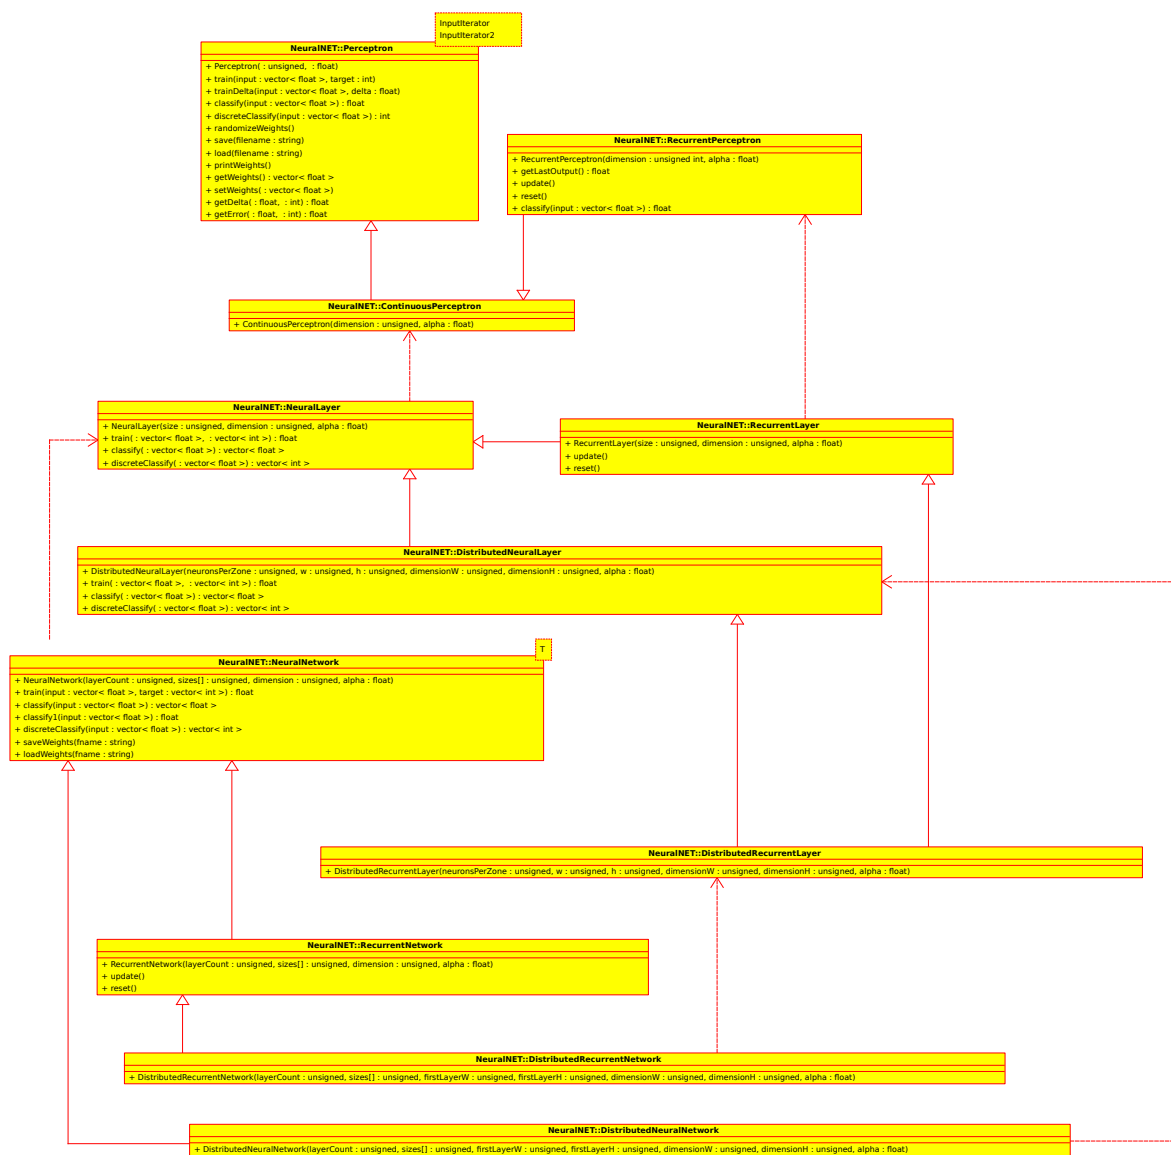 InputIterator
InputIterator2
NeuralNET::Perceptron
+ Perceptron( : unsigned,  : float)
+ train(input : vector< float >, target : int)
+ trainDelta(input : vector< float >, delta : float)
+ classify(input : vector< float >) : float
+ discreteClassify(input : vector< float >) : int
+ randomizeWeights()
+ save(filename : string)
+ load(filename : string)
+ printWeights()
+ getWeights() : vector< float >
+ setWeights( : vector< float >)
+ getDelta( : float,  : int) : float
+ getError( : float,  : int) : float
NeuralNET::RecurrentPerceptron
+ RecurrentPerceptron(dimension : unsigned int, alpha : float)
+ getLastOutput() : float
+ update()
+ reset()
+ classify(input : vector< float >) : float
NeuralNET::ContinuousPerceptron
+ ContinuousPerceptron(dimension : unsigned, alpha : float)
NeuralNET::NeuralLayer
+ NeuralLayer(size : unsigned, dimension : unsigned, alpha : float)
+ train( : vector< float >,  : vector< int >) : float
+ classify( : vector< float >) : vector< float >
+ discreteClassify( : vector< float >) : vector< int >
NeuralNET::RecurrentLayer
+ RecurrentLayer(size : unsigned, dimension : unsigned, alpha : float)
+ update()
+ reset()
NeuralNET::DistributedNeuralLayer
+ DistributedNeuralLayer(neuronsPerZone : unsigned, w : unsigned, h : unsigned, dimensionW : unsigned, dimensionH : unsigned, alpha : float)
+ train( : vector< float >,  : vector< int >) : float
+ classify( : vector< float >) : vector< float >
+ discreteClassify( : vector< float >) : vector< int >
T
NeuralNET::NeuralNetwork
+ NeuralNetwork(layerCount : unsigned, sizes[] : unsigned, dimension : unsigned, alpha : float)
+ train(input : vector< float >, target : vector< int >) : float
+ classify(input : vector< float >) : vector< float >
+ classify1(input : vector< float >) : float
+ discreteClassify(input : vector< float >) : vector< int >
+ saveWeights(fname : string)
+ loadWeights(fname : string)
NeuralNET::DistributedRecurrentLayer
+ DistributedRecurrentLayer(neuronsPerZone : unsigned, w : unsigned, h : unsigned, dimensionW : unsigned, dimensionH : unsigned, alpha : float)
NeuralNET::RecurrentNetwork
+ RecurrentNetwork(layerCount : unsigned, sizes[] : unsigned, dimension : unsigned, alpha : float)
+ update()
+ reset()
NeuralNET::DistributedRecurrentNetwork
+ DistributedRecurrentNetwork(layerCount : unsigned, sizes[] : unsigned, firstLayerW : unsigned, firstLayerH : unsigned, dimensionW : unsigned, dimensionH : unsigned, alpha : float)
NeuralNET::DistributedNeuralNetwork
+ DistributedNeuralNetwork(layerCount : unsigned, sizes[] : unsigned, firstLayerW : unsigned, firstLayerH : unsigned, dimensionW : unsigned, dimensionH : unsigned, alpha : float)